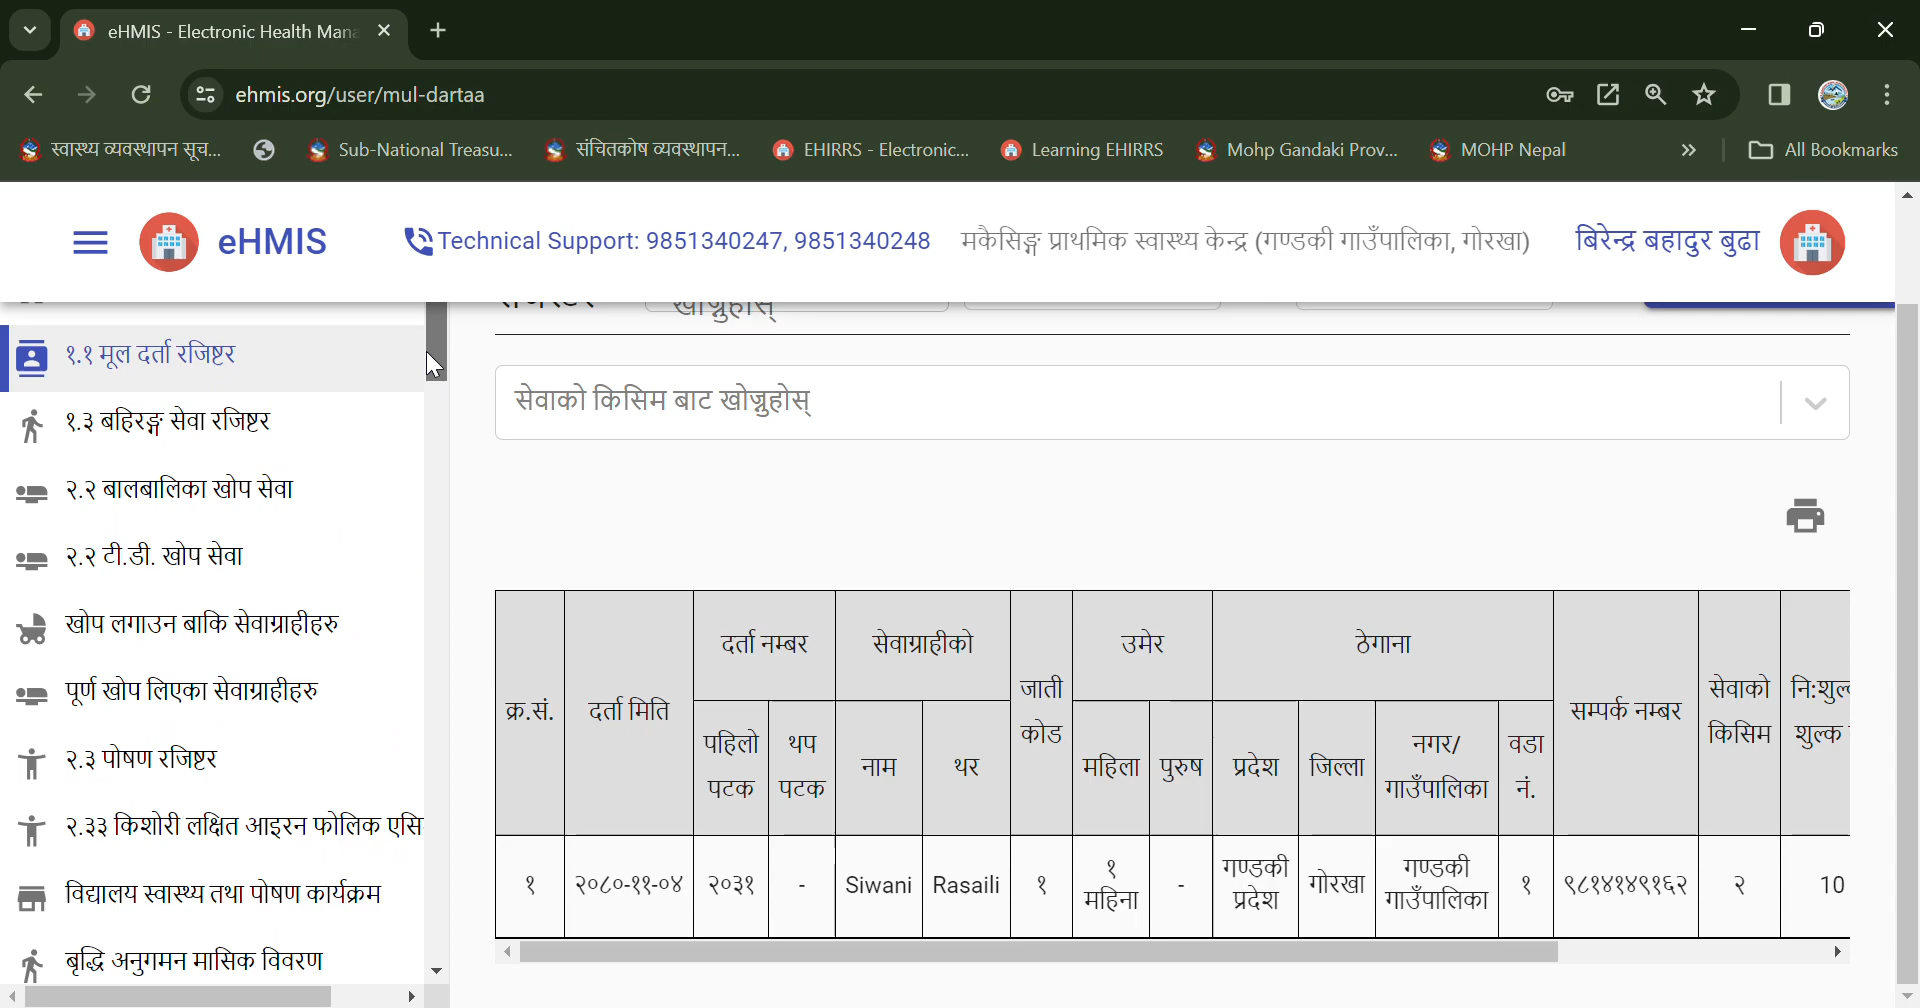 eHMIS - Electronic Health Mana
ehmis.org/user/mul-dartaa
स्वास्थ्य व्यवस्थापन सूच...
Sub-National Treasu...
संचितकोष व्यवस्थापन...
EHIRRS - Electronic...
Learning EHIRRS
Mohp Gandaki Prov...
MOHP Nepal
All Bookmarks
eHMIS
Technical Support: 9851340247, 9851340248
मकैसिङ्ग प्राथमिक स्वास्थ्य केन्द्र (गण्डकी गाउँपालिका, गोरखा)
बिरेन्द्र बहादुर बुढा
खोज्नुहोस्
१.१ मूल दर्ता रजिष्टर
१.३ बहिरङ्ग सेवा रजिष्टर
२.२ बालबालिका खोप सेवा
२.२ टी.डी. खोप सेवा
खोप लगाउन बाकि सेवाग्राहीहरु
पूर्ण खोप लिएका सेवाग्राहीहरु
२.३ पोषण रजिष्टर
२.३३ किशोरी लक्षित आइरन फोलिक एसि
विद्यालय स्वास्थ्य तथा पोषण कार्यक्रम
बृद्धि अनुगमन मासिक विवरण
सेवाको किसिम बाट खोज्नुहोस्
क्र.सं.
दर्ता मिति
दर्ता नम्बर
सेवाग्राहीको
जाती
कोड
उमेर
ठेगाना
सम्पर्क नम्बर
सेवाको
किसिम
नि:शुल्
शुल्क
पहिलो
पटक
थप
पटक
नाम
थर
महिला
पुरुष
प्रदेश
जिल्ला
नगर/
गाउँपालिका
वडा
नं.
१
२०८०-११-०४
२०३१
-
Siwani
Rasaili
१
१
महिना
-
गण्डकी
प्रदेश
गोरखा
गण्डकी
गाउँपालिका
१
९८१४१४९१६२
२
10